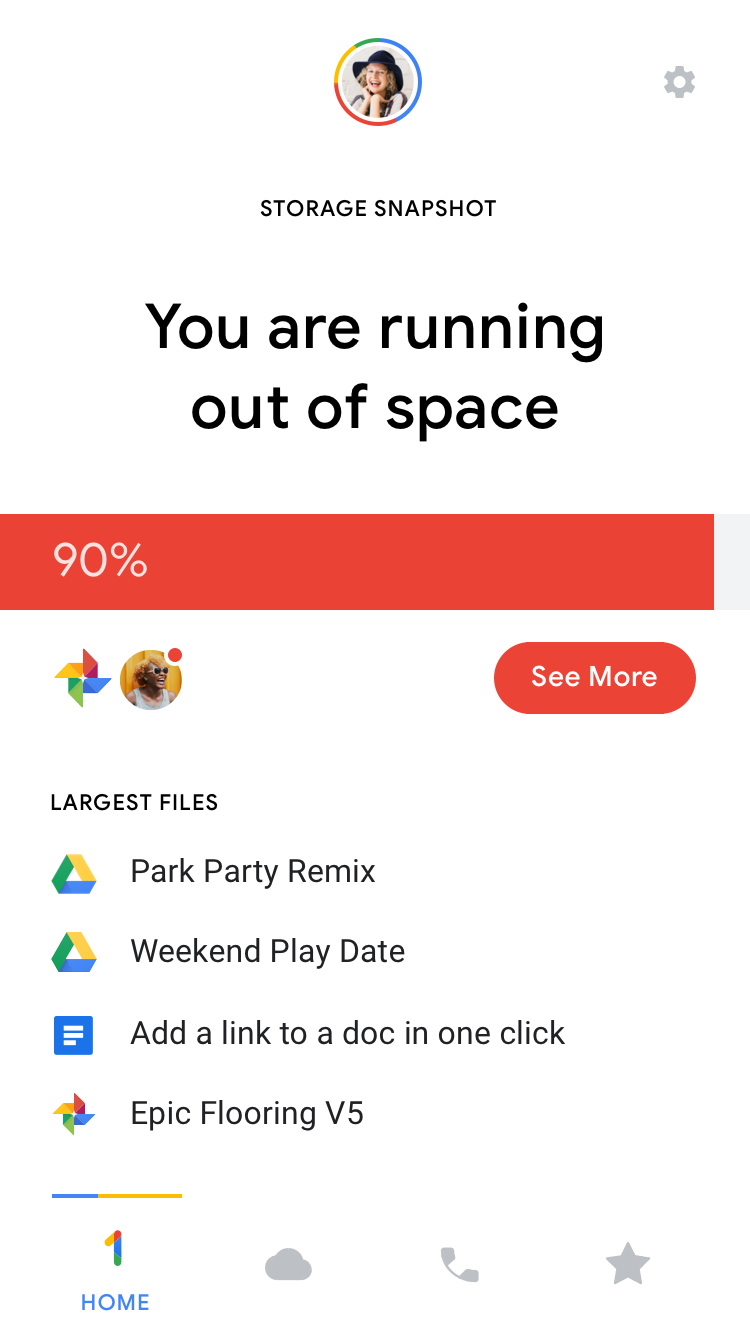 STORAGE SNAPSHOT
You are running
out of space
90%
See More
LARGEST FILES
Park Party Remix
Weekend Play Date
Add a link to a doc in one click
Epic Flooring V5
HOME